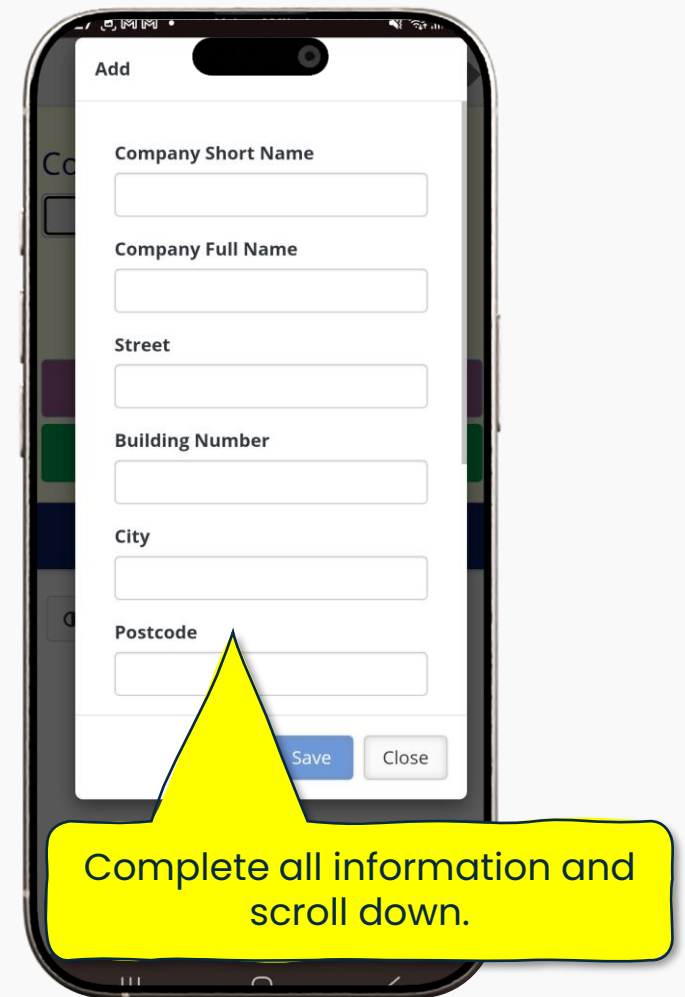 Add
Co
Company Short Name
Company Full Name
Street
Building Number
City
Postcode
Save
Close
Complete all information and
scroll down.